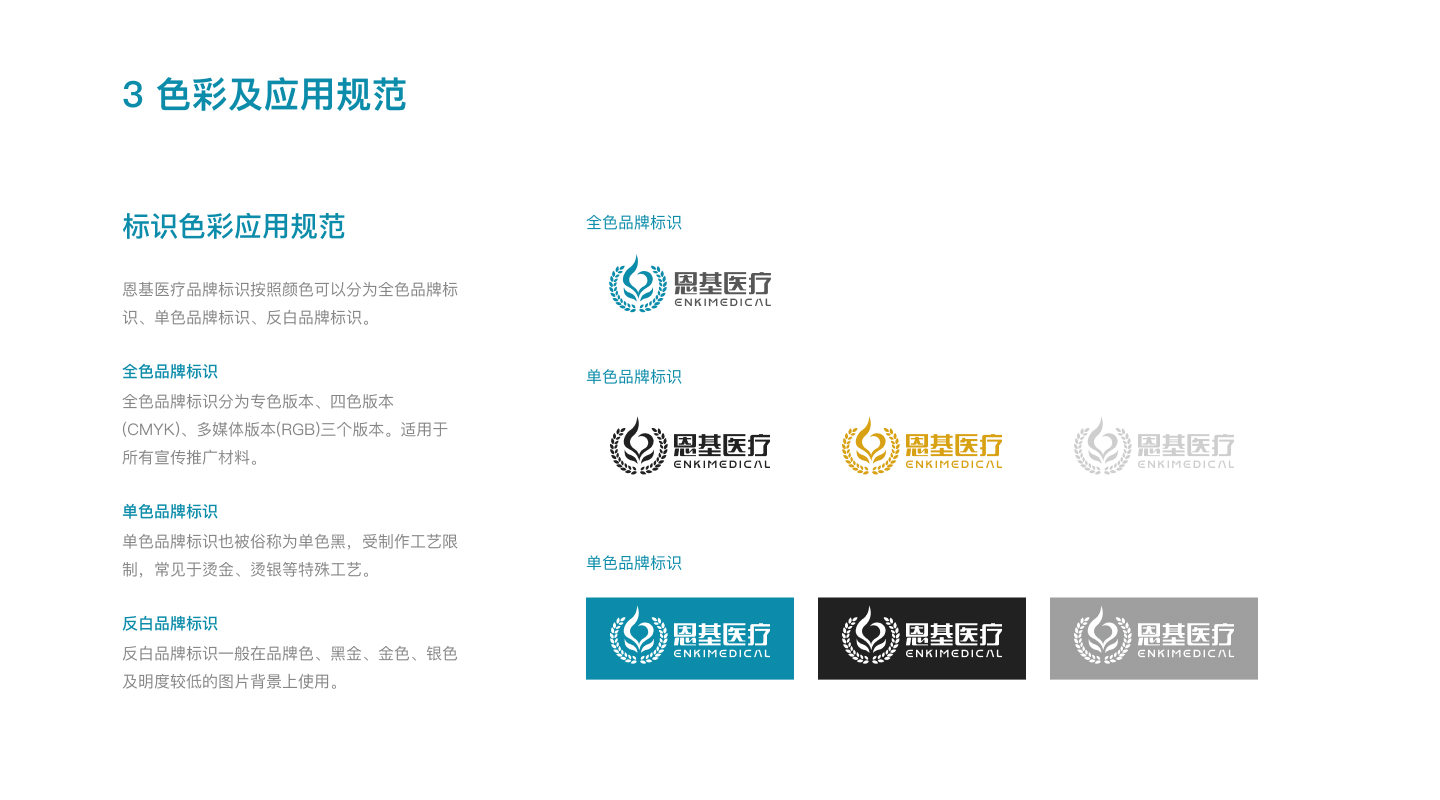 3 色彩及应用规范
标识色彩应用规范
恩基医疗品牌标识按照颜色可以分为全色品牌标
识、单色品牌标识、反白品牌标识。
全色品牌标识
全色品牌标识分为专色版本、四色版本
(CMYK)、多媒体版本(RGB)三个版本。适用于
所有宣传推广材料。
单色品牌标识
单色品牌标识也被俗称为单色黑，受制作工艺限
制，常见于烫金、烫银等特殊工艺。
反白品牌标识
反白品牌标识一般在品牌色、黑金、金色、银色
及明度较低的图片背景上使用。
全色品牌标识
恩基医疗
ENKIMEDICAL
单色品牌标识
恩基医疗
ENKIMEDICAL
恩基医疗
ENKIMEDICAL
恩基医疗
ENKIMEDICAL
单色品牌标识
恩基医疗
ENKIMEDICAL
恩基医疗
ENKIMEDICAL
恩基医疗
ENKIMEDICAL